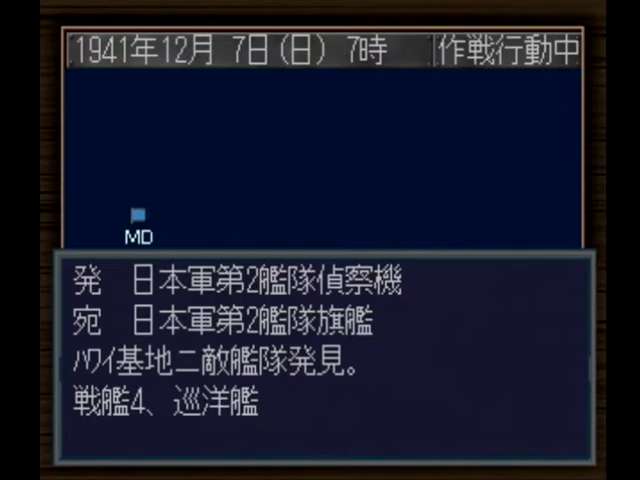 1941年12月 7日(日) 7時 作戦行動中
MD
発 日本軍第2艦隊偵察機
宛 日本軍第2艦隊旗艦
ﾊﾜｲ基地ニ敵艦隊発見。
戦艦4、巡洋艦